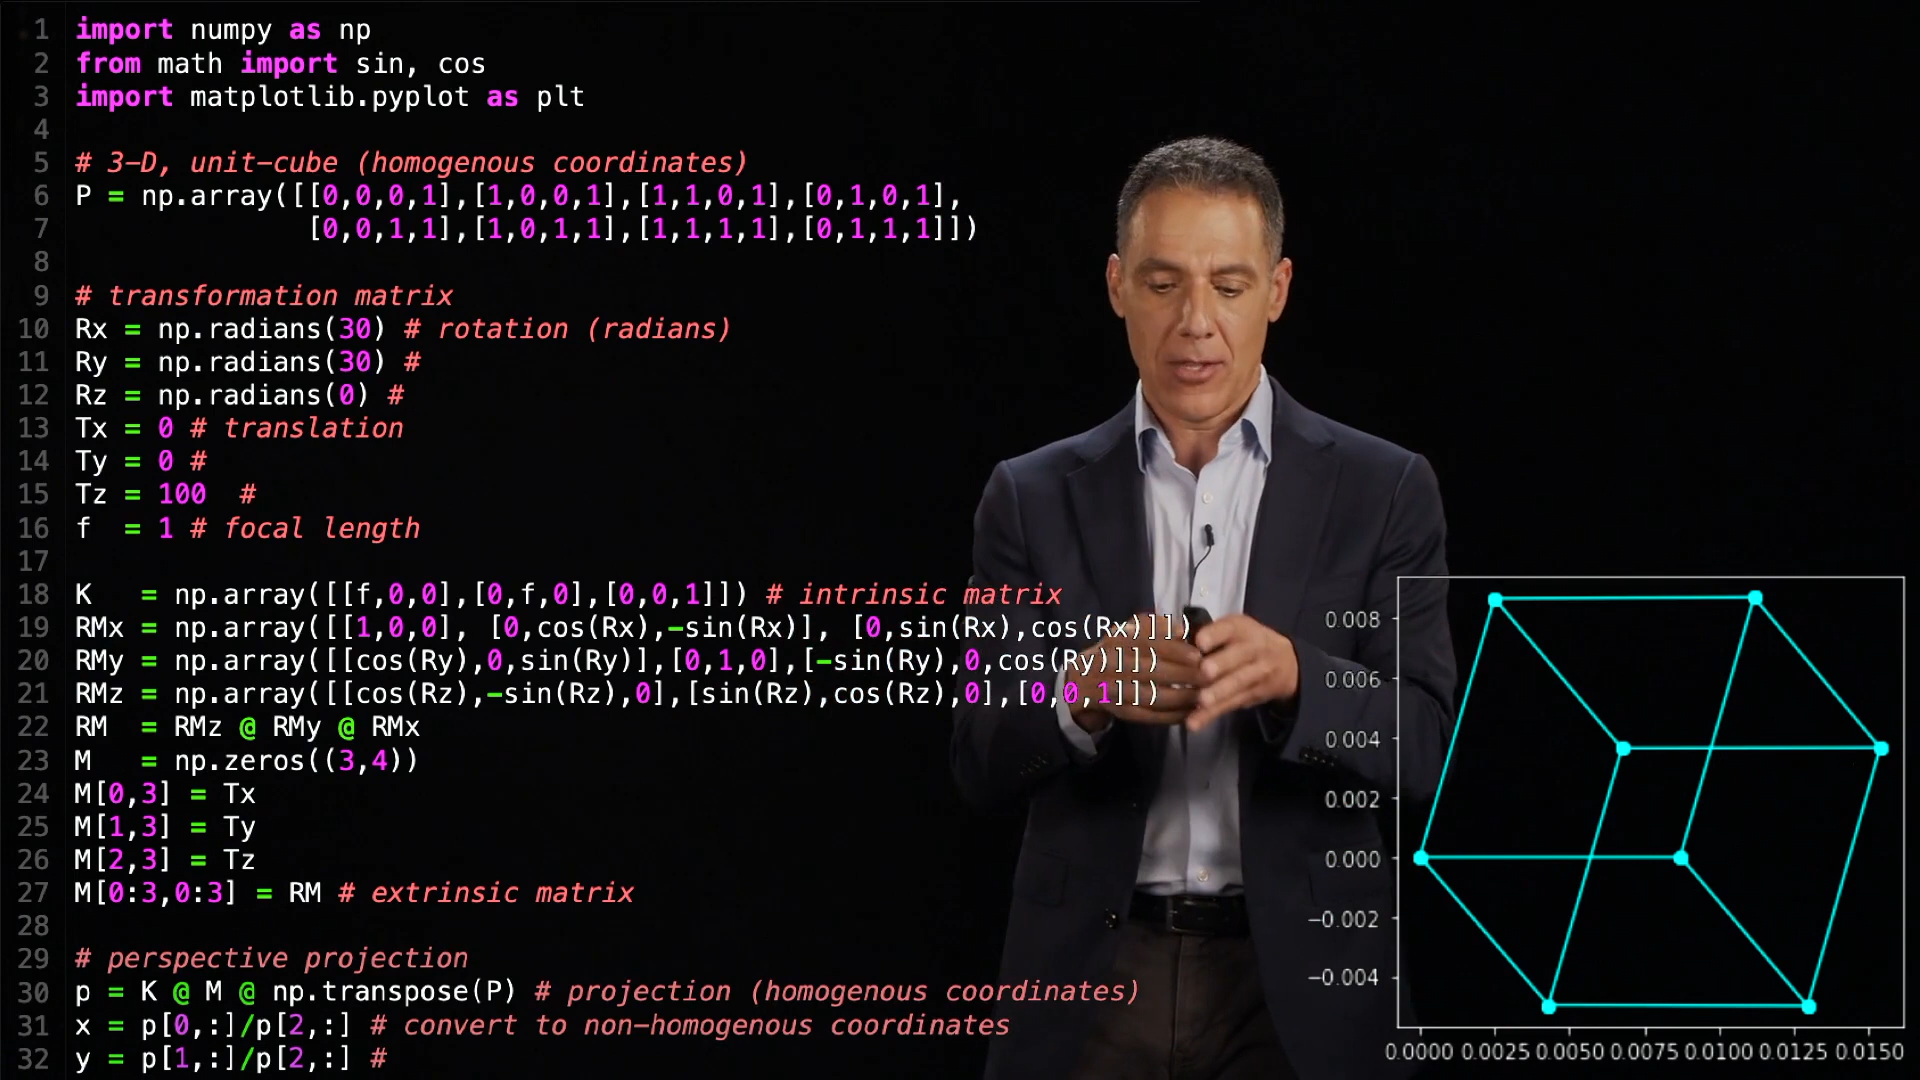 1 import numpy as np
2 from math import sin, cos
3 import matplotlib.pyplot as plt
4
5 # 3-D, unit-cube (homogenous coordinates)
6 P = np.array([[0,0,0,1],[1,0,0,1],[1,1,0,1],[0,1,0,1],
7 [0,0,1,1],[1,0,1,1],[1,1,1,1],[0,1,1,1]])
8
9 # transformation matrix
10 Rx = np.radians(30) # rotation (radians)
11 Ry = np.radians(30) #
12 Rz = np.radians(0) #
13 Tx = 0 # translation
14 Ty = 0 #
15 Tz = 100 #
16 f = 1 # focal length
17
18 K = np.array([[f,0,0],[0,f,0],[0,0,1]]) # intrinsic matrix
19 RMx = np.array([[1,0,0], [0,cos(Rx),-sin(Rx)], [0,sin(Rx),cos(Rx)]])
20 RMy = np.array([[cos(Ry),0,sin(Ry)],[0,1,0],[-sin(Ry),0,cos(Ry)]])
21 RMz = np.array([[cos(Rz),-sin(Rz),0],[sin(Rz),cos(Rz),0],[0,0,1]])
22 RM = RMz @ RMy @ RMx
23 M = np.zeros((3,4))
24 M[0,3] = Tx
25 M[1,3] = Ty
26 M[2,3] = Tz
27 M[0:3,0:3] = RM # extrinsic matrix
28
29 # perspective projection
30 p = K @ M @ np.transpose(P) # projection (homogenous coordinates)
31 x = p[0,:]/p[2,:] # convert to non-homogenous coordinates
32 y = p[1,:]/p[2,:] #
0.008
0.006
0.004
0.002
0.000
−0.002
−0.004
0.0000 0.0025 0.0050 0.0075 0.0100 0.0125 0.0150